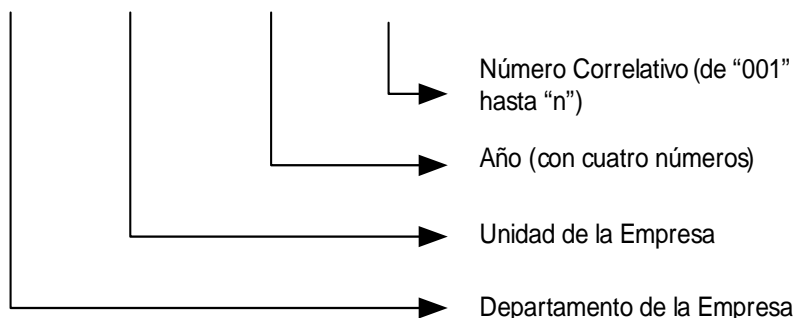 Número Correlativo (de “001”
hasta “n”)
Año (con cuatro números)
Unidad de la Empresa
Departamento de la Empresa